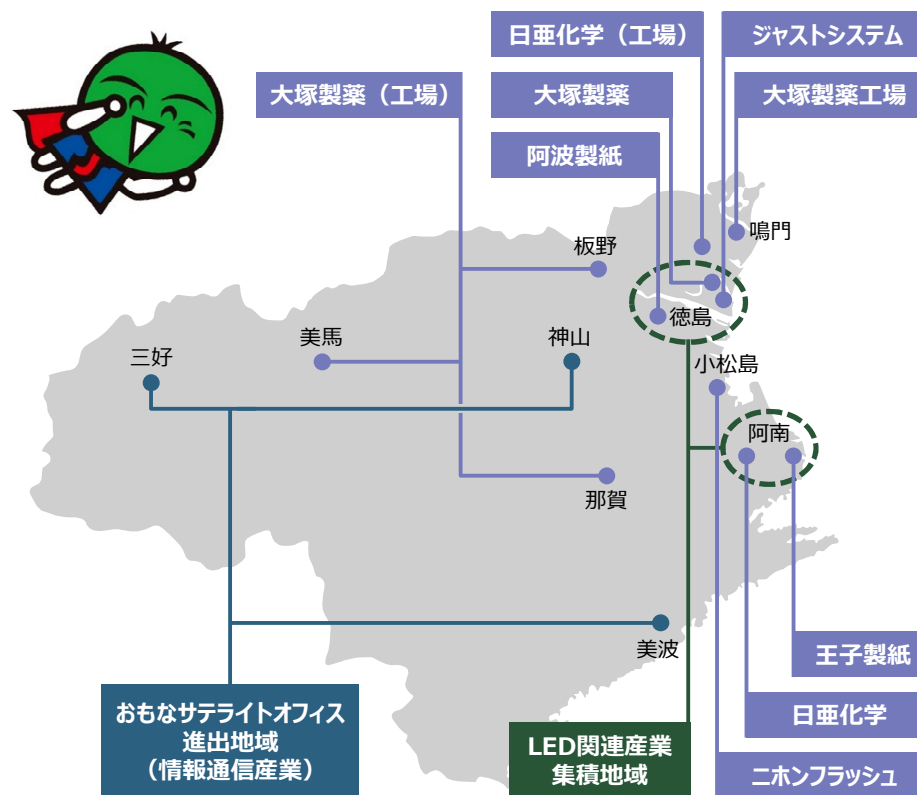 日亜化学（工場）
ジャストシステム
大塚製薬（工場）
大塚製薬
大塚製薬工場
阿波製紙
鳴門
板野
徳島
美馬
神山
三好
小松島
阿南
那賀
美波
王子製紙
おもなサテライトオフィス
進出地域
（情報通信産業）
LED関連産業
集積地域
日亜化学
ニホンフラッシュ